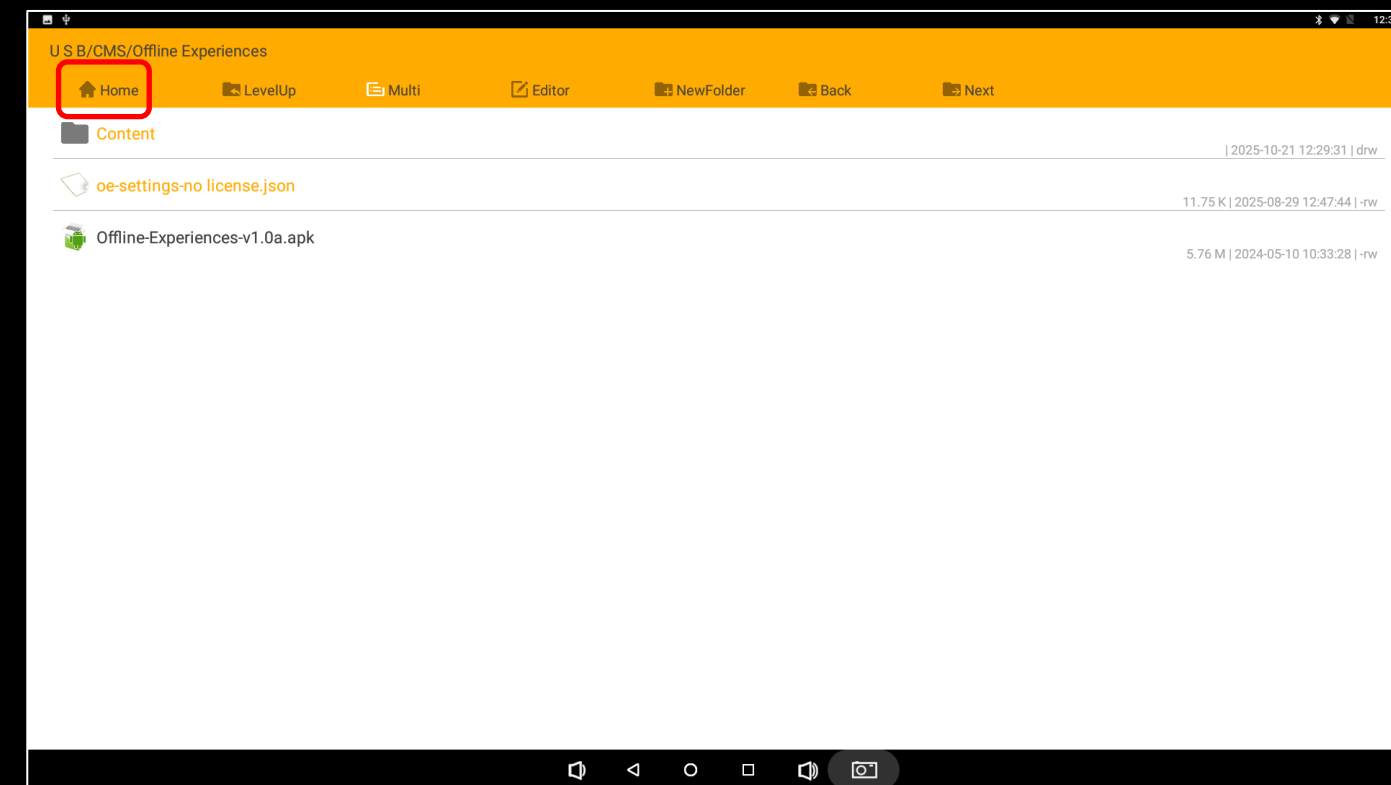 12:3
U S B/CMS/Offline Experiences
Home LevelUp Multi Editor NewFolder Back Next
Content
| 2025-10-21 12:29:31 | drw
oe-settings-no license.json
11.75 K | 2025-08-29 12:47:44 | -rw
Offline-Experiences-v1.0a.apk
5.76 M | 2024-05-10 10:33:28 | -rw